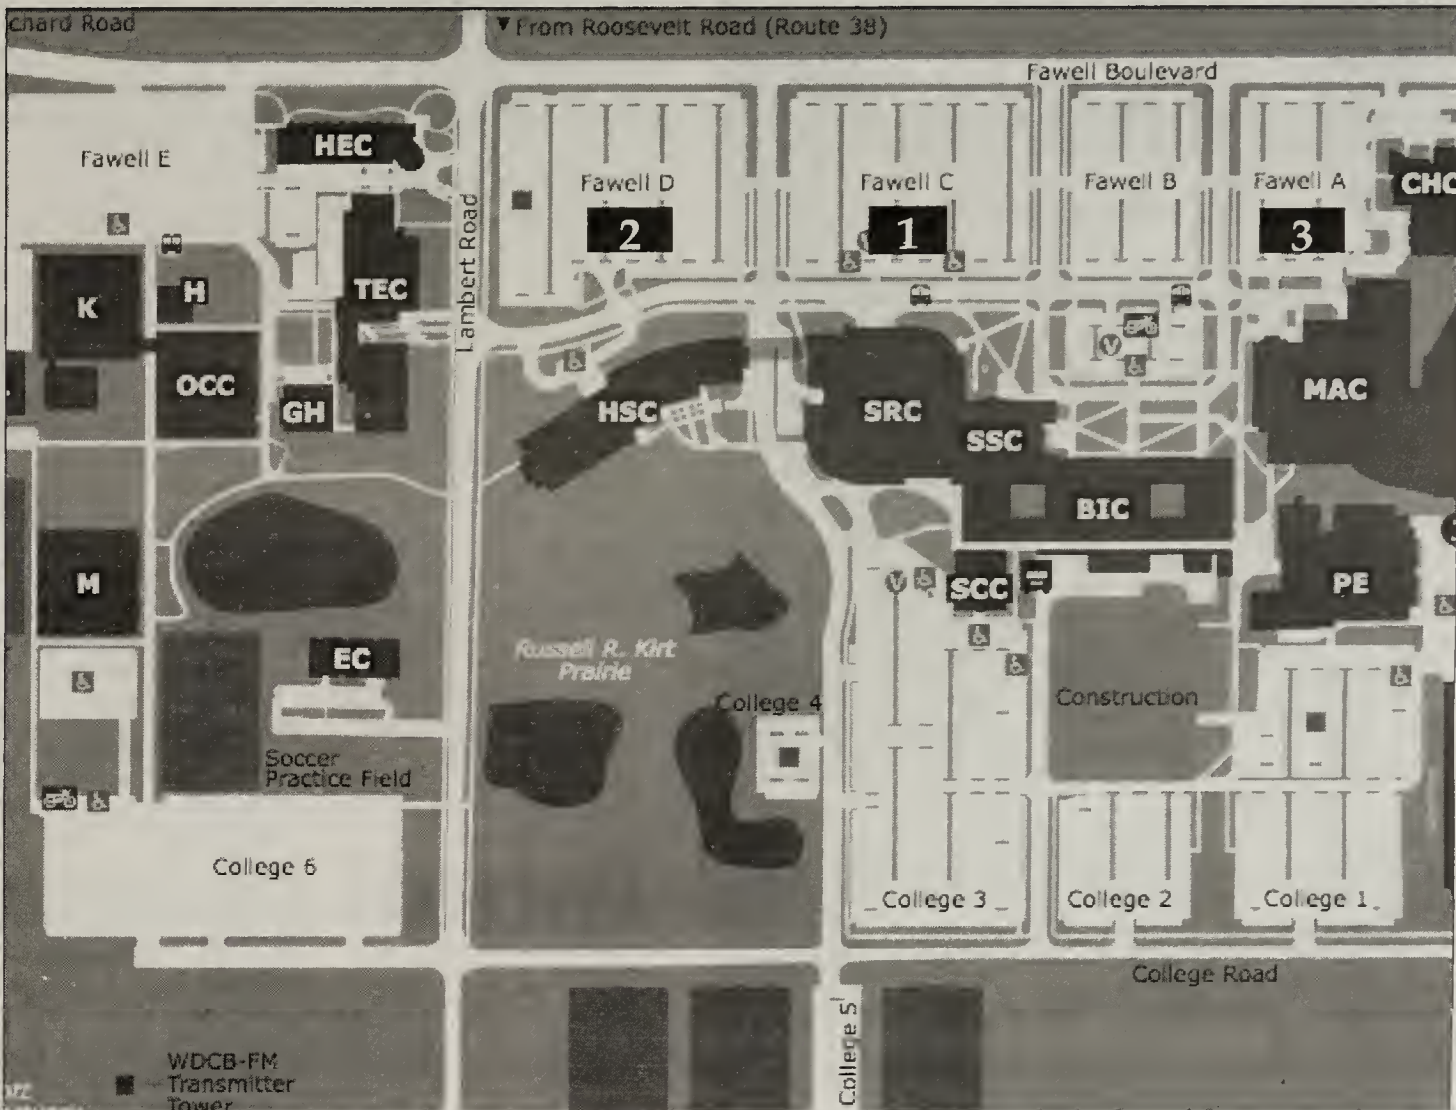 chard Road
▼From Roosevelt Road (Route 38)
Fawell Boulevard
HEC
Fawell E
Fawell D
Fawell C
Fawell B
Fawell A
CHC
2
1
3
Lambert Road
K
H
TEC
OCC
GH
HSC
SRC
SSC
MAC
BIC
M
SCC
PE
EC
Russell R. Kirt
Prairie
College 4
Construction
Soccer
Practice Field
College 6
College 3
College 2
College 1
College Road
College S
WDCB-FM
Transmitter
Tower
V
V